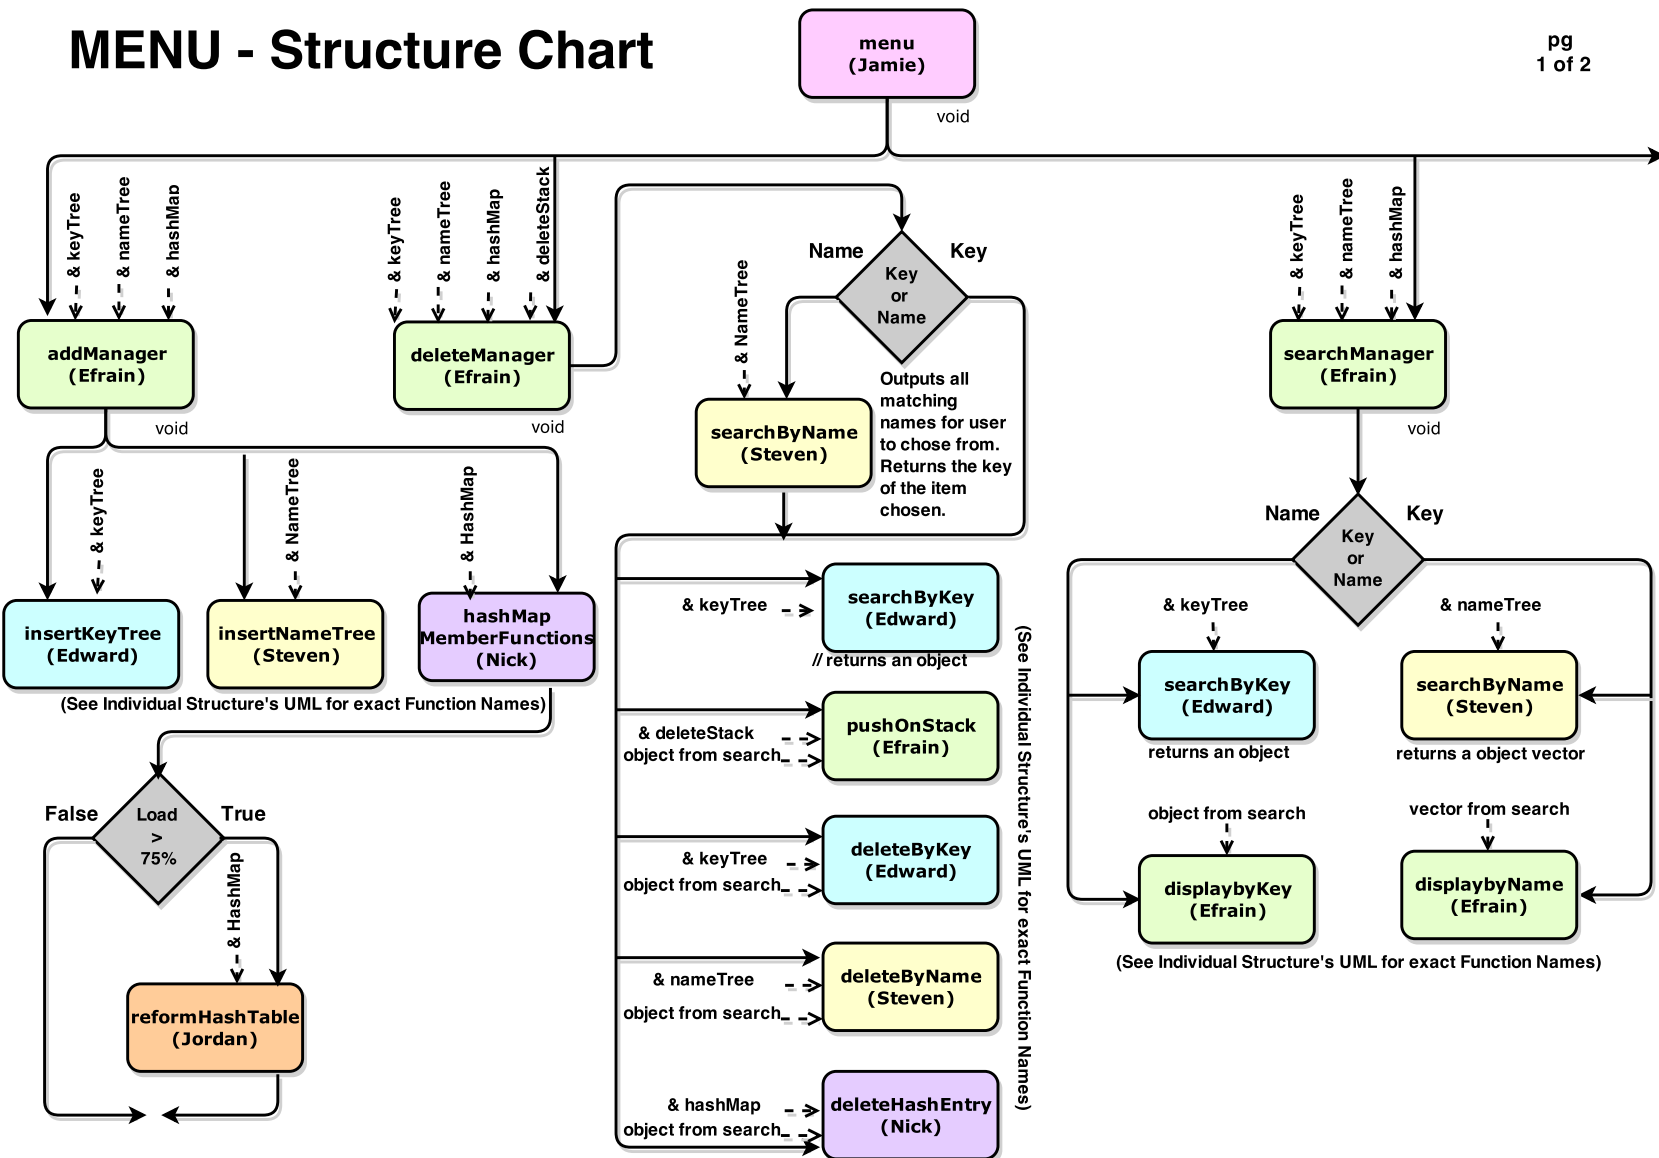 MENU - Structure Chart
menu
(Jamie)
pg
1 of 2
void
& keyTree
& nameTree
& hashMap
addManager
(Efrain)
void
& keyTree
& nameTree
& hashMap
& deleteStack
deleteManager
(Efrain)
void
Name
Key
Key
or
Name
& NameTree
searchByName
(Steven)
Outputs all
matching
names for user
to chose from.
Returns the key
of the item
chosen.
& keyTree
& nameTree
& hashMap
searchManager
(Efrain)
void
& keyTree
& NameTree
& HashMap
insertKeyTree
(Edward)
insertNameTree
(Steven)
hashMap
MemberFunctions
(Nick)
(See Individual Structure's UML for exact Function Names)
False
True
Load
>
75%
& HashMap
reformHashTable
(Jordan)
& keyTree
searchByKey
(Edward)
// returns an object
& deleteStack
object from search
pushOnStack
(Efrain)
& keyTree
object from search
deleteByKey
(Edward)
& nameTree
object from search
deleteByName
(Steven)
& hashMap
object from search
deleteHashEntry
(Nick)
(See Individual Structure's UML for exact Function Names)
Name
Key
Key
or
Name
& keyTree
& nameTree
searchByKey
(Edward)
returns an object
searchByName
(Steven)
returns a object vector
object from search
vector from search
displaybyKey
(Efrain)
displaybyName
(Efrain)
(See Individual Structure's UML for exact Function Names)